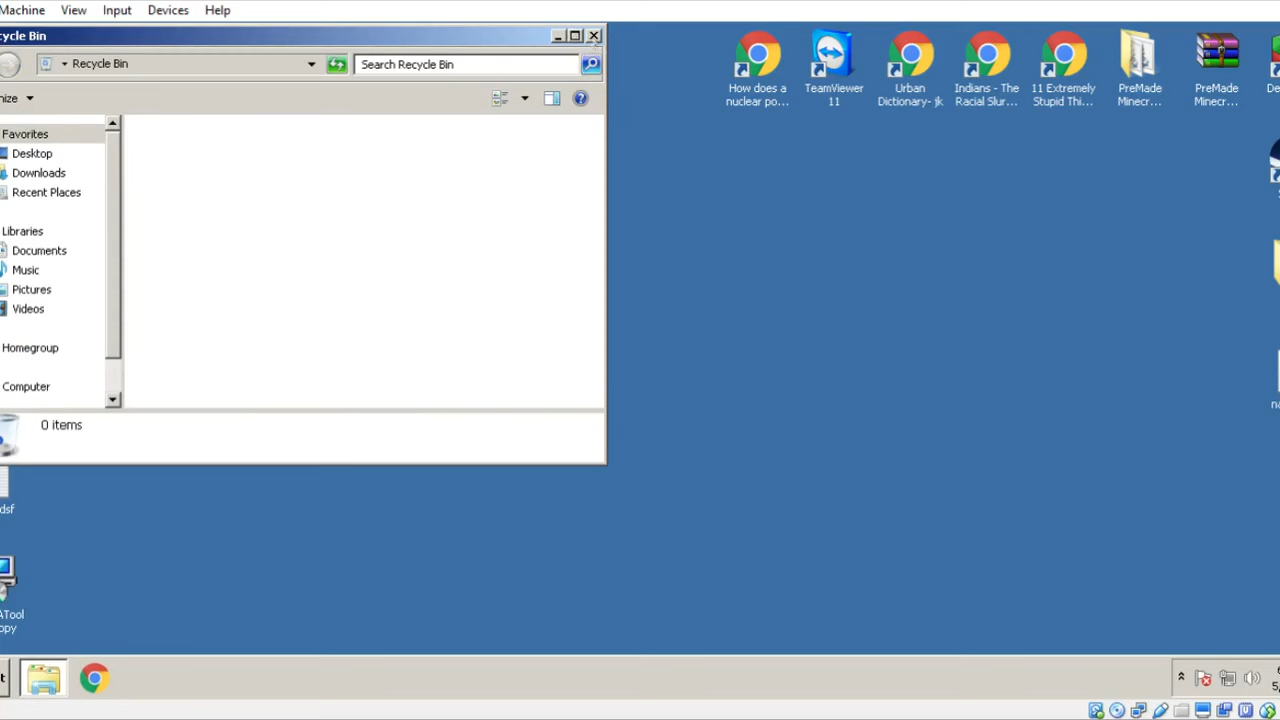 Machine View Input Devices Help
cycle Bin
Recycle Bin
Search Recycle Bin
nize
Favorites
Desktop
Downloads
Recent Places
Libraries
Documents
Music
Pictures
Videos
Homegroup
Computer
0 items
How does a
nuclear po...
TeamViewer
11
Urban
Dictionary- jk
Indians - The
Racial Slur...
11 Extremely
Stupid Thi...
PreMade
Minecr...
PreMade
Minecr...
De
dsf
ATool
opy
t